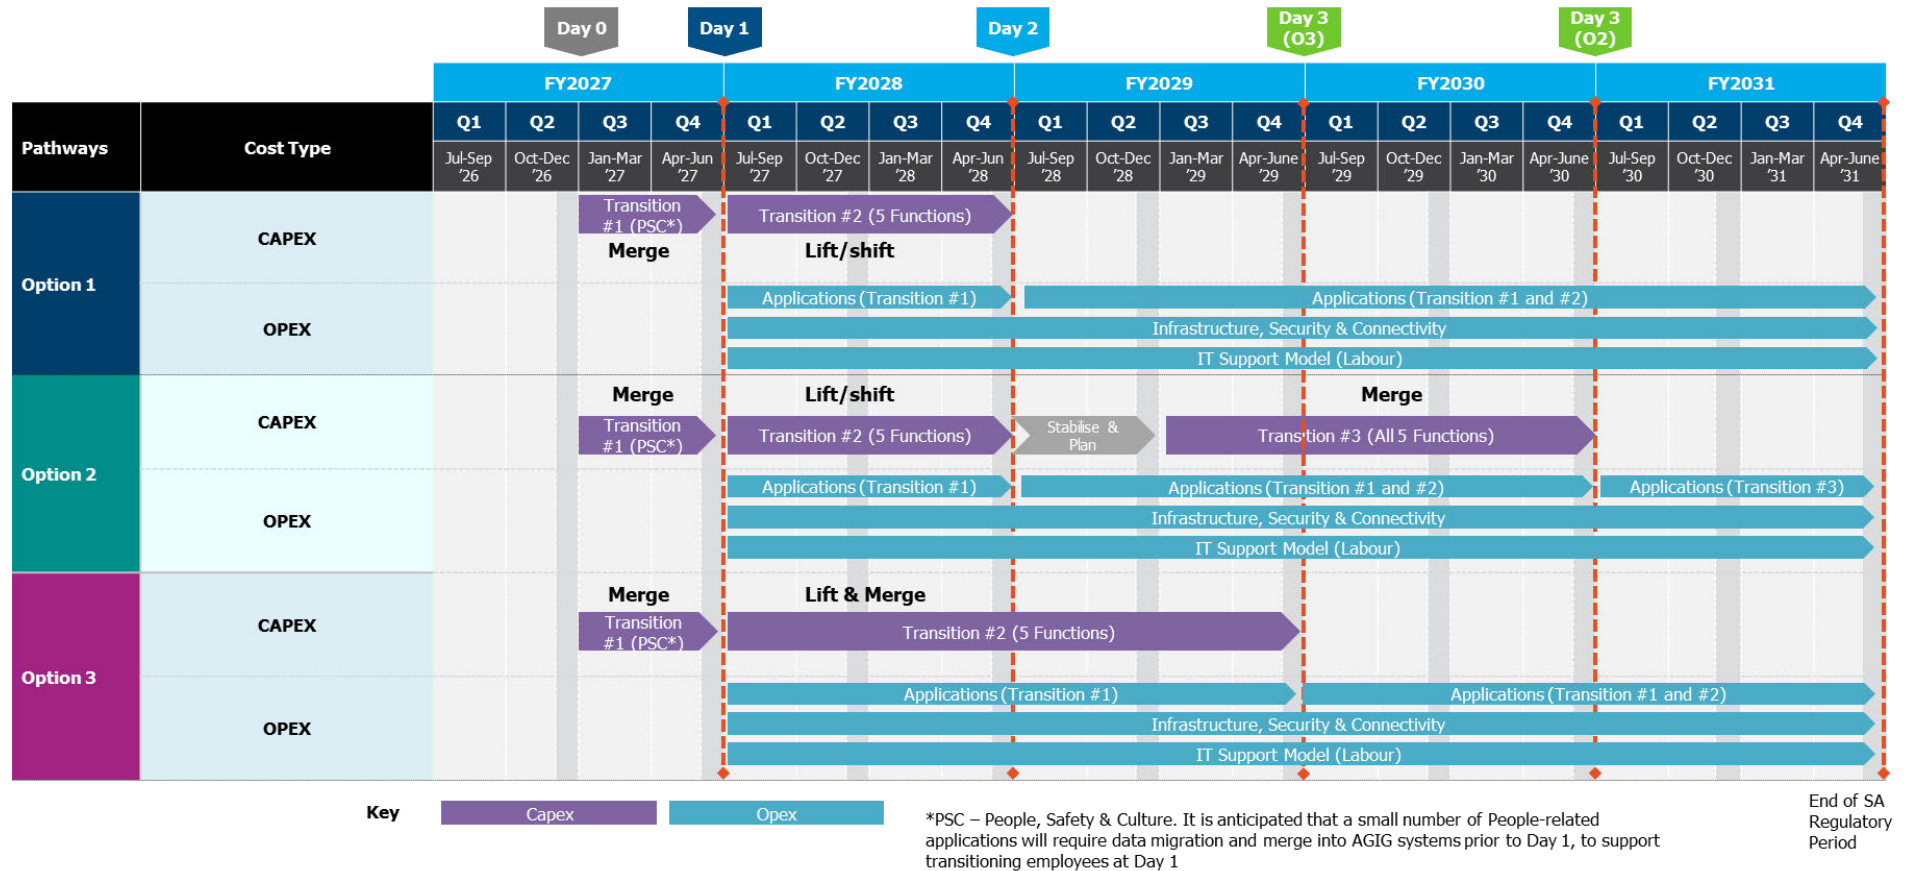 Day 0
Day 1
Day 2
Day 3
(O3)
Day 3
(O2)
FY2027
FY2028
FY2029
FY2030
FY2031
Pathways
Cost Type
Q1
Q2
Q3
Q4
Q1
Q2
Q3
Q4
Q1
Q2
Q3
Q4
Q1
Q2
Q3
Q4
Q1
Q2
Q3
Q4
Jul-Sep
'26
Oct-Dec
'26
Jan-Mar
'27
Apr-Jun
'27
Jul-Sep
'27
Oct-Dec
'27
Jan-Mar
'28
Apr-Jun
'28
Jul-Sep
'28
Oct-Dec
'28
Jan-Mar
'29
Apr-June
'29
Jul-Sep
'29
Oct-Dec
'29
Jan-Mar
'30
Apr-June
'30
Jul-Sep
'30
Oct-Dec
'30
Jan-Mar
'31
Apr-June
'31
Option 1
CAPEX
Transition
#1 (PSC*)
Transition #2 (5 Functions)
Merge
Lift/shift
OPEX
Applications (Transition #1)
Applications (Transition #1 and #2)
Infrastructure, Security & Connectivity
IT Support Model (Labour)
Option 2
CAPEX
Merge
Lift/shift
Merge
Transition
#1 (PSC*)
Transition #2 (5 Functions)
Stabilise &
Plan
Transition #3 (All 5 Functions)
OPEX
Applications (Transition #1)
Applications (Transition #1 and #2)
Applications (Transition #3)
Infrastructure, Security & Connectivity
IT Support Model (Labour)
Option 3
CAPEX
Merge
Lift & Merge
Transition
#1 (PSC*)
Transition #2 (5 Functions)
OPEX
Applications (Transition #1)
Applications (Transition #1 and #2)
Infrastructure, Security & Connectivity
IT Support Model (Labour)
Key
Capex
Opex
*PSC – People, Safety & Culture. It is anticipated that a small number of People-related
applications will require data migration and merge into AGIG systems prior to Day 1, to support
transitioning employees at Day 1
End of SA
Regulatory
Period